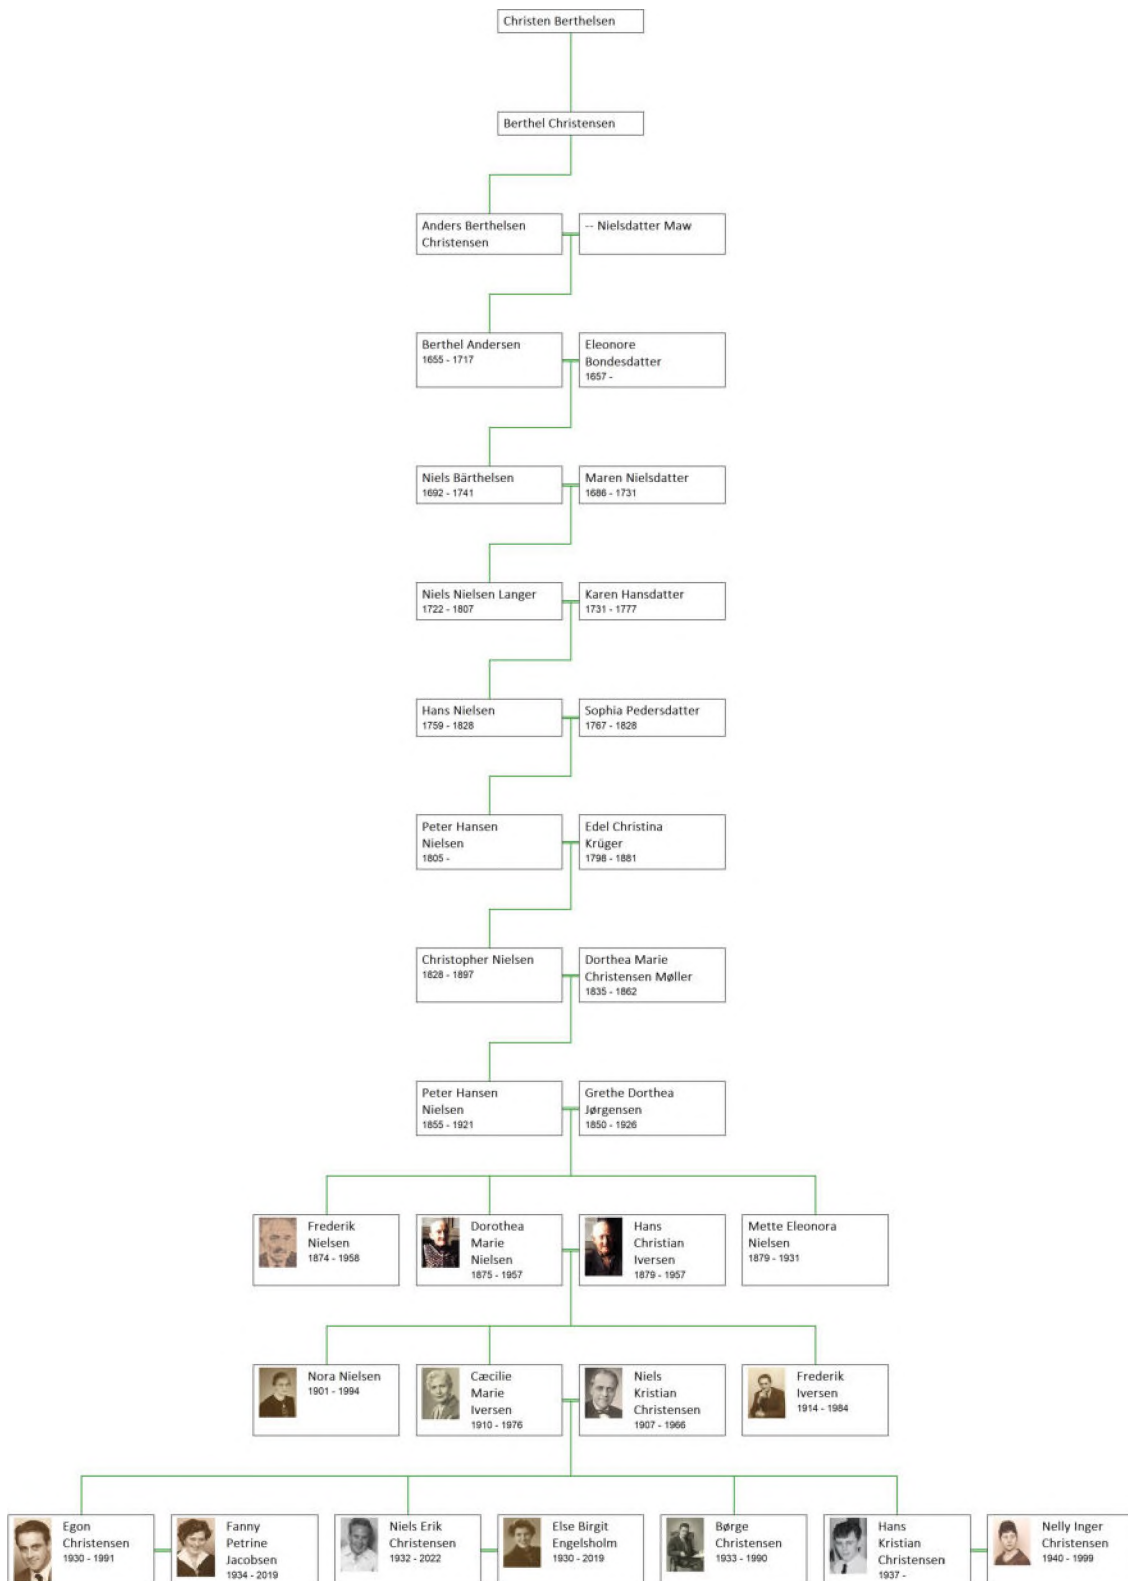 Christen Berthelsen
Berthel Christensen
Anders Berthelsen
Christensen
-- Nielsdatter Maw
Berthel Andersen
1655 - 1717
Eleonore
Bondesdatter
1657 -
Niels Bärthelsen
1692 - 1741
Maren Nielsdatter
1686 - 1731
Niels Nielsen Langer
1722 - 1807
Karen Hansdatter
1731 - 1777
Hans Nielsen
1759 - 1828
Sophia Pedersdatter
1767 - 1828
Peter Hansen
Nielsen
1805 -
Edel Christina
Krüger
1798 - 1881
Christopher Nielsen
1828 - 1897
Dorthea Marie
Christensen Møller
1835 - 1862
Peter Hansen
Nielsen
1855 - 1921
Grethe Dorthea
Jørgensen
1850 - 1926
Frederik
Nielsen
1874 - 1958
Dorothea
Marie
Nielsen
1875 - 1957
Hans
Christian
Iversen
1879 - 1957
Mette Eleonora
Nielsen
1879 - 1931
Nora Nielsen
1901 - 1994
Cæcilie
Marie
Iversen
1910 - 1976
Niels
Kristian
Christensen
1907 - 1966
Frederik
Iversen
1914 - 1984
Egon
Christensen
1930 - 1991
Fanny
Petrine
Jacobsen
1934 - 2019
Niels Erik
Christensen
1932 - 2022
Else Birgit
Engelsholm
1930 - 2019
Børge
Christensen
1933 - 1990
Hans
Kristian
Christensen
1937 -
Nelly Inger
Christensen
1940 - 1999